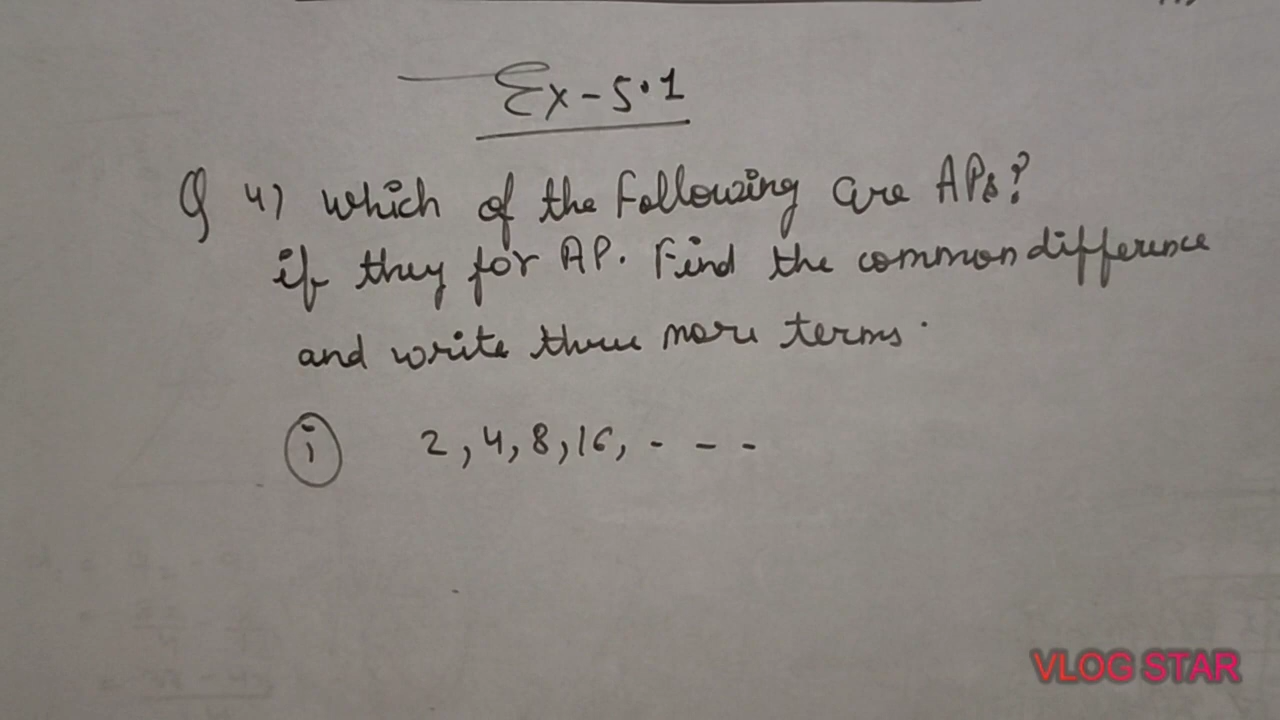 Ex-5.1
Q 4) which of the following are APs?
if they for AP. Find the common difference
and write three more terms.
i 2, 4, 8, 16, - - -
VLOG STAR